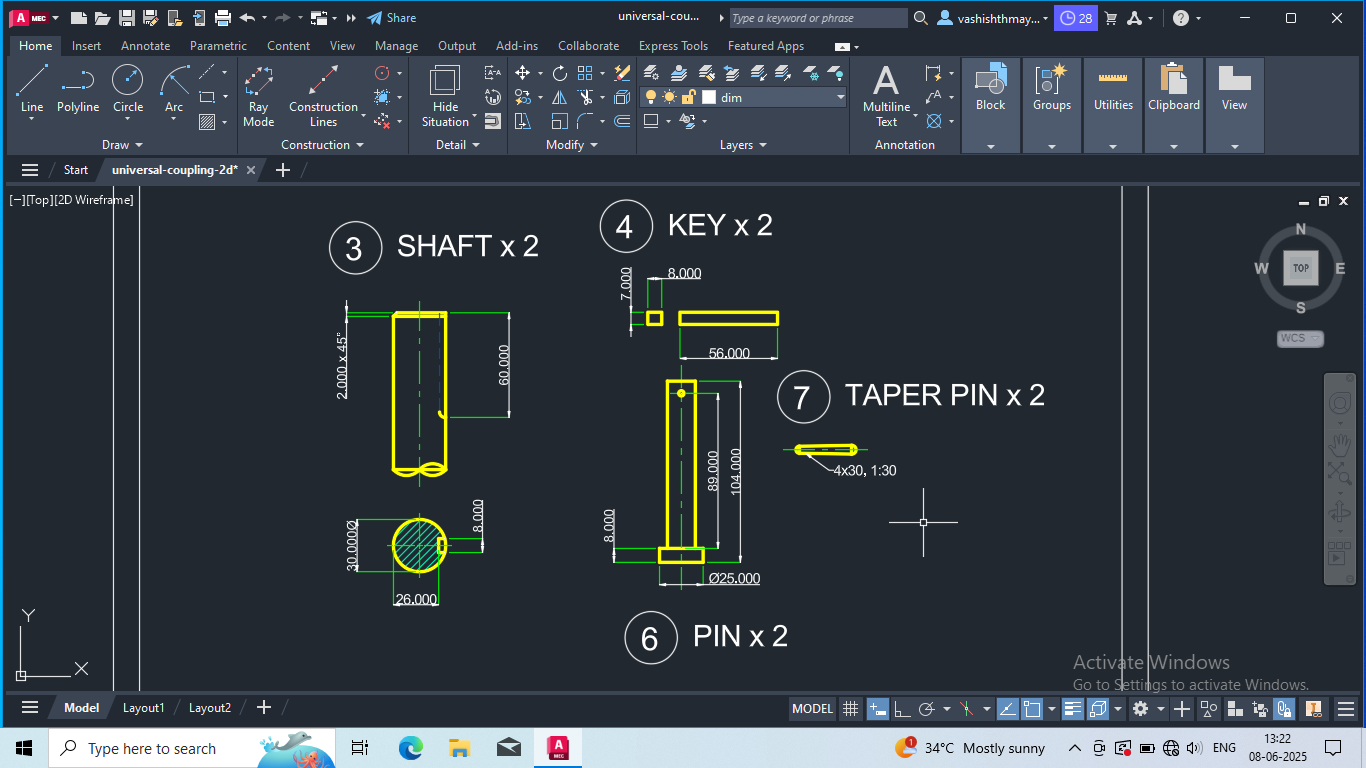 A MEC Share universal-cou... Type a keyword or phrase vashishthmay... 28 ?
Home Insert Annotate Parametric Content View Manage Output Add-ins Collaborate Express Tools Featured Apps
Line Polyline Circle Arc Ray Mode Construction Lines Hide Situation dim Multiline Text Block Groups Utilities Clipboard View
Draw Construction Detail Modify Layers Annotation
Start universal-coupling-2d*
[−][Top][2D Wireframe]
3 SHAFT x 2
4 KEY x 2
N
W TOP E
S
WCS
7.000
8.000
56.000
2.000 x 45°
60.000
7 TAPER PIN x 2
4x30, 1:30
89.000
104.000
8.000
Ø25.000
30.000Ø
8.000
26.000
6 PIN x 2
Y
X
Activate Windows
Go to Settings to activate Windows.
Model Layout1 Layout2 MODEL
Type here to search A MEC 1 34°C Mostly sunny ENG 13:22
08-06-2025